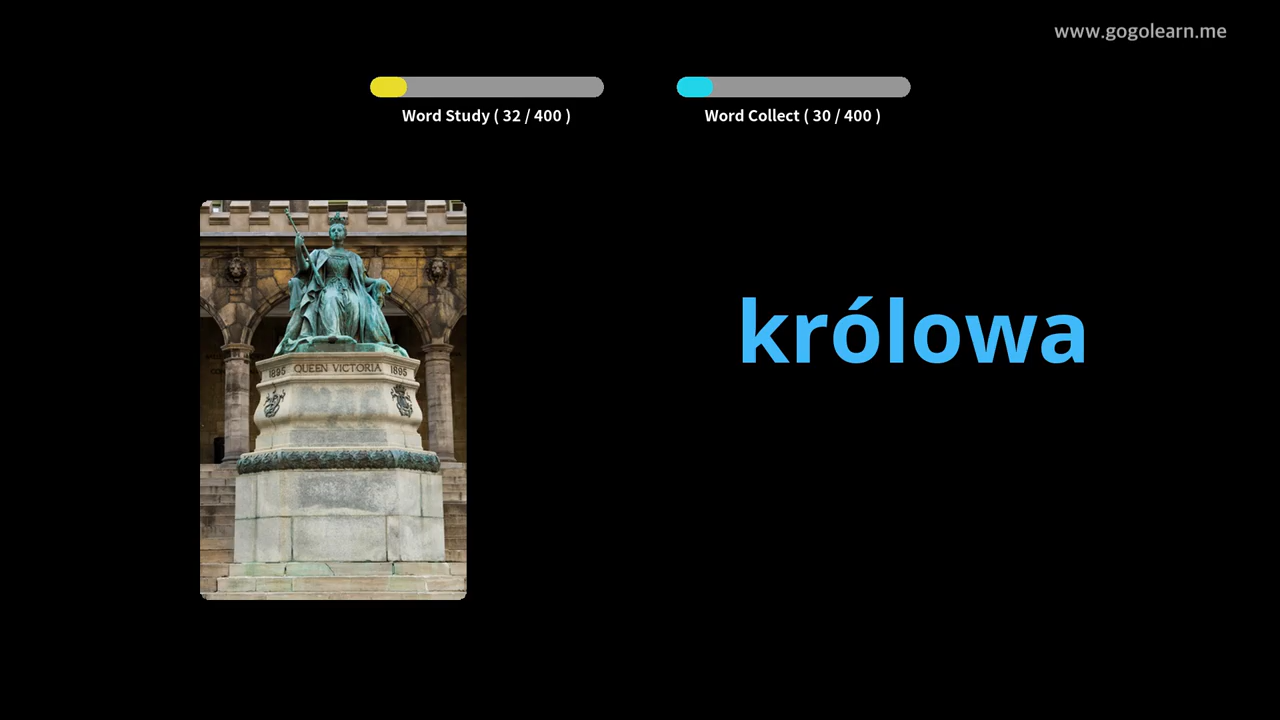 www.gogolearn.me
Word Study ( 32 / 400 )
Word Collect ( 30 / 400 )
królowa
1895 QUEEN VICTORIA 1895